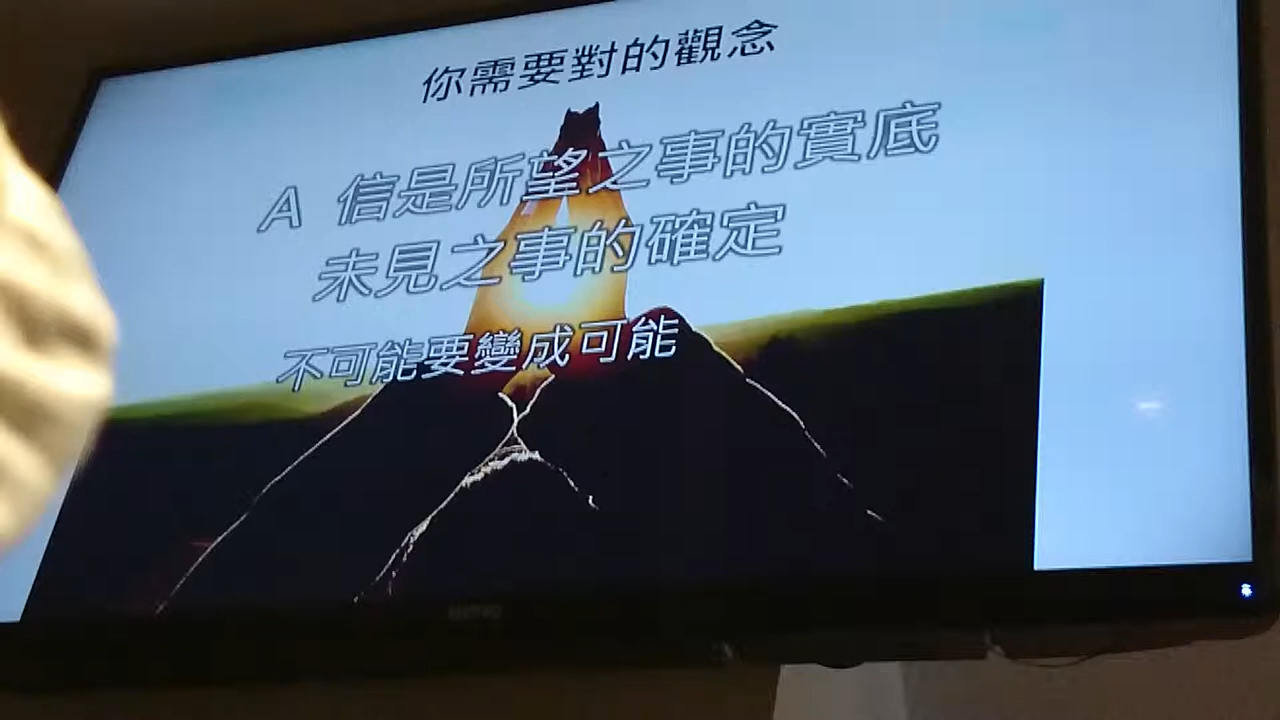 你需要對的觀念
A 信是所望之事的實底
未見之事的確定
不可能要變成可能